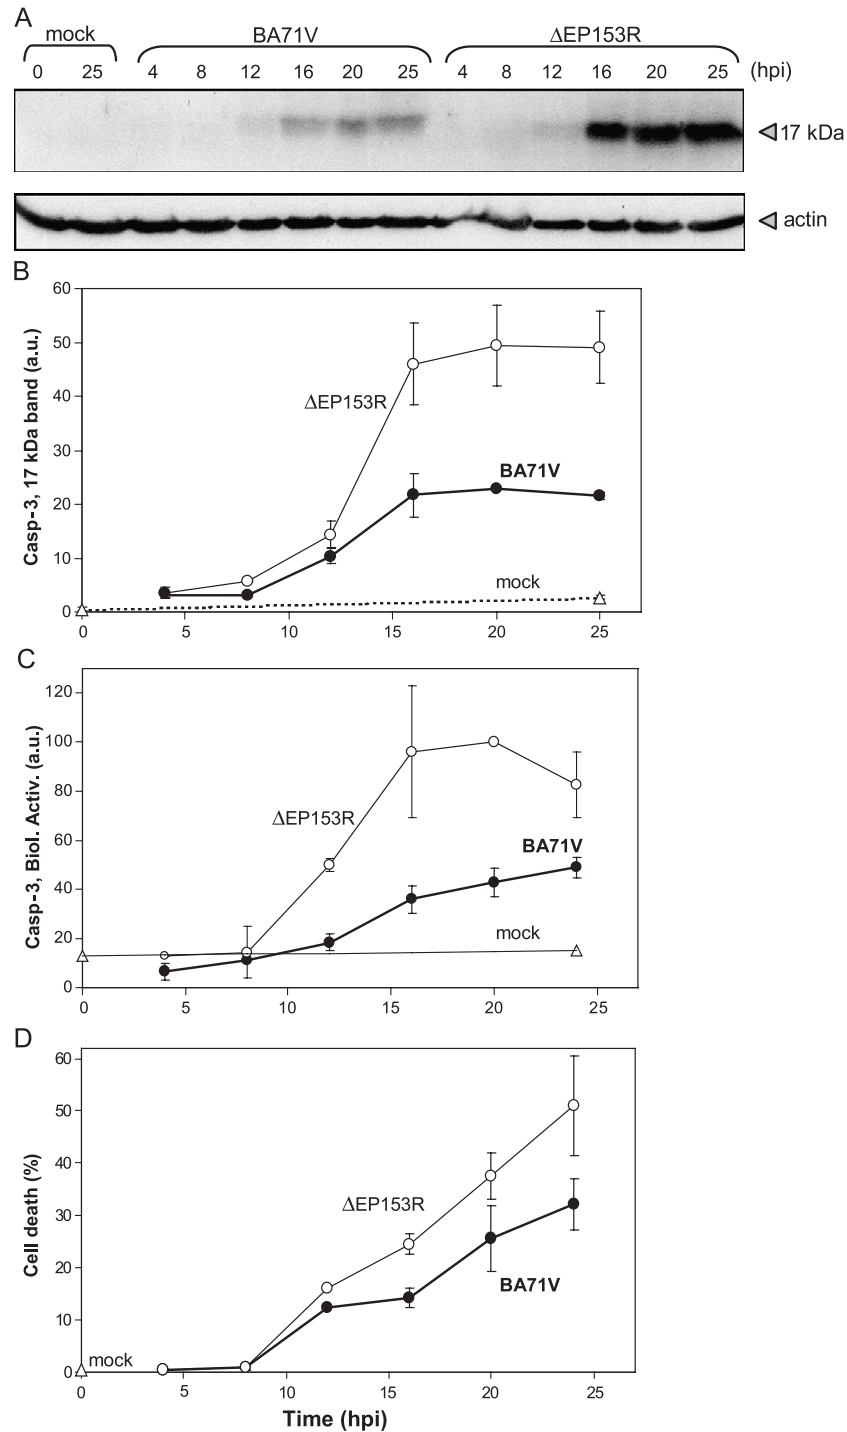 A
mock BA71V ΔEP153R
0 25 4 8 12 16 20 25 4 8 12 16 20 25 (hpi)
17 kDa
actin
B
Casp-3, 17 kDa band (a.u.)
60
50
40
30
20
10
0
ΔEP153R
BA71V
mock
0 5 10 15 20 25
C
Casp-3, Biol. Activ. (a.u.)
120
100
80
60
40
20
0
ΔEP153R
BA71V
mock
0 5 10 15 20 25
D
Cell death (%)
60
50
40
30
20
10
0
ΔEP153R
BA71V
mock
0 5 10 15 20 25
Time (hpi)